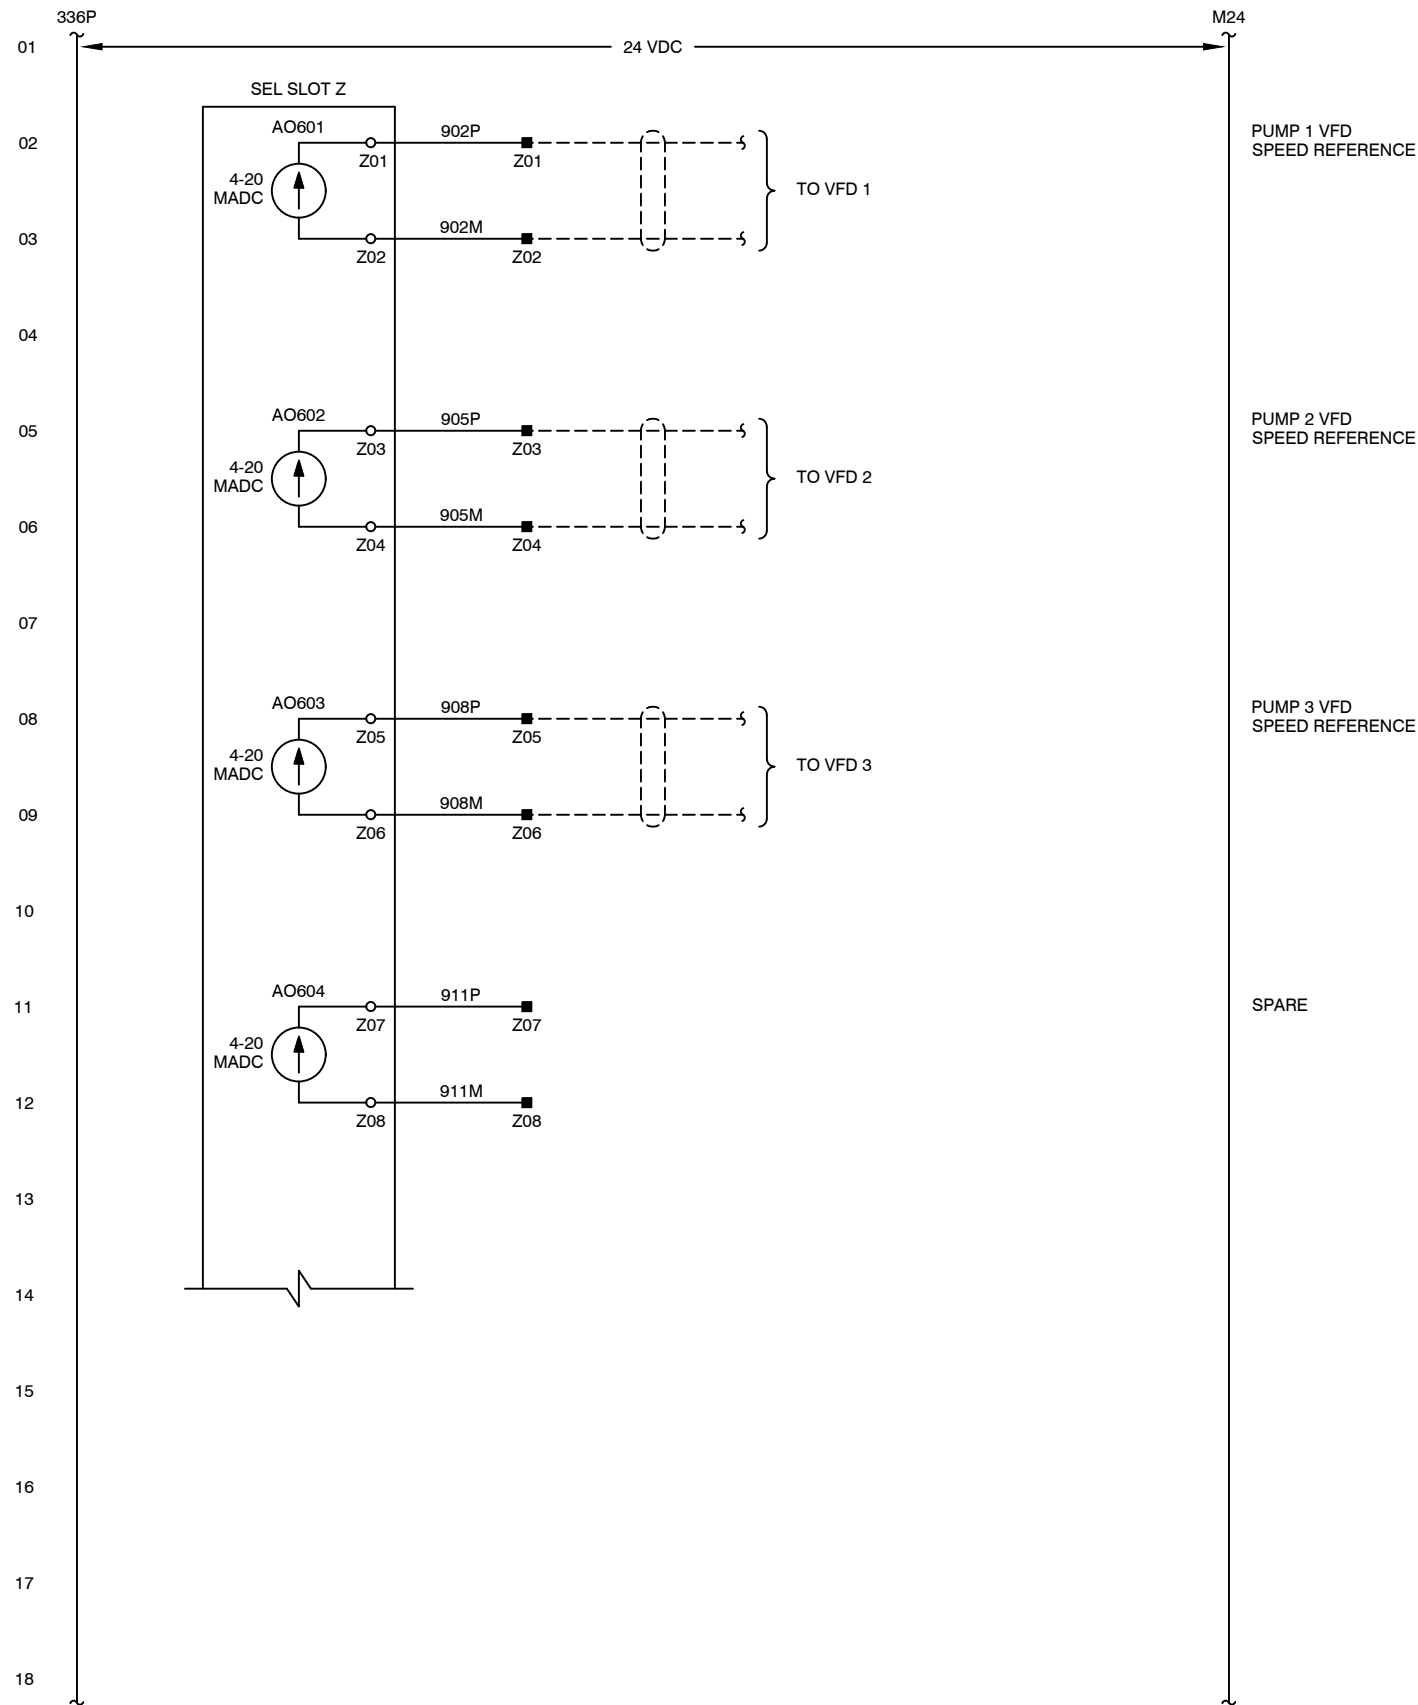 336P
M24
01
24 VDC
SEL SLOT Z
AO601
902P
PUMP 1 VFD
02
Z01
Z01
SPEED REFERENCE
4-20
MADC
TO VFD 1
902M
03
Z02
Z02
04
AO602
905P
PUMP 2 VFD
05
Z03
Z03
SPEED REFERENCE
4-20
MADC
TO VFD 2
905M
06
Z04
Z04
07
AO603
908P
PUMP 3 VFD
08
Z05
Z05
SPEED REFERENCE
4-20
MADC
TO VFD 3
908M
09
Z06
Z06
10
AO604
911P
11
SPARE
Z07
Z07
4-20
MADC
911M
12
Z08
Z08
13
14
15
16
17
18